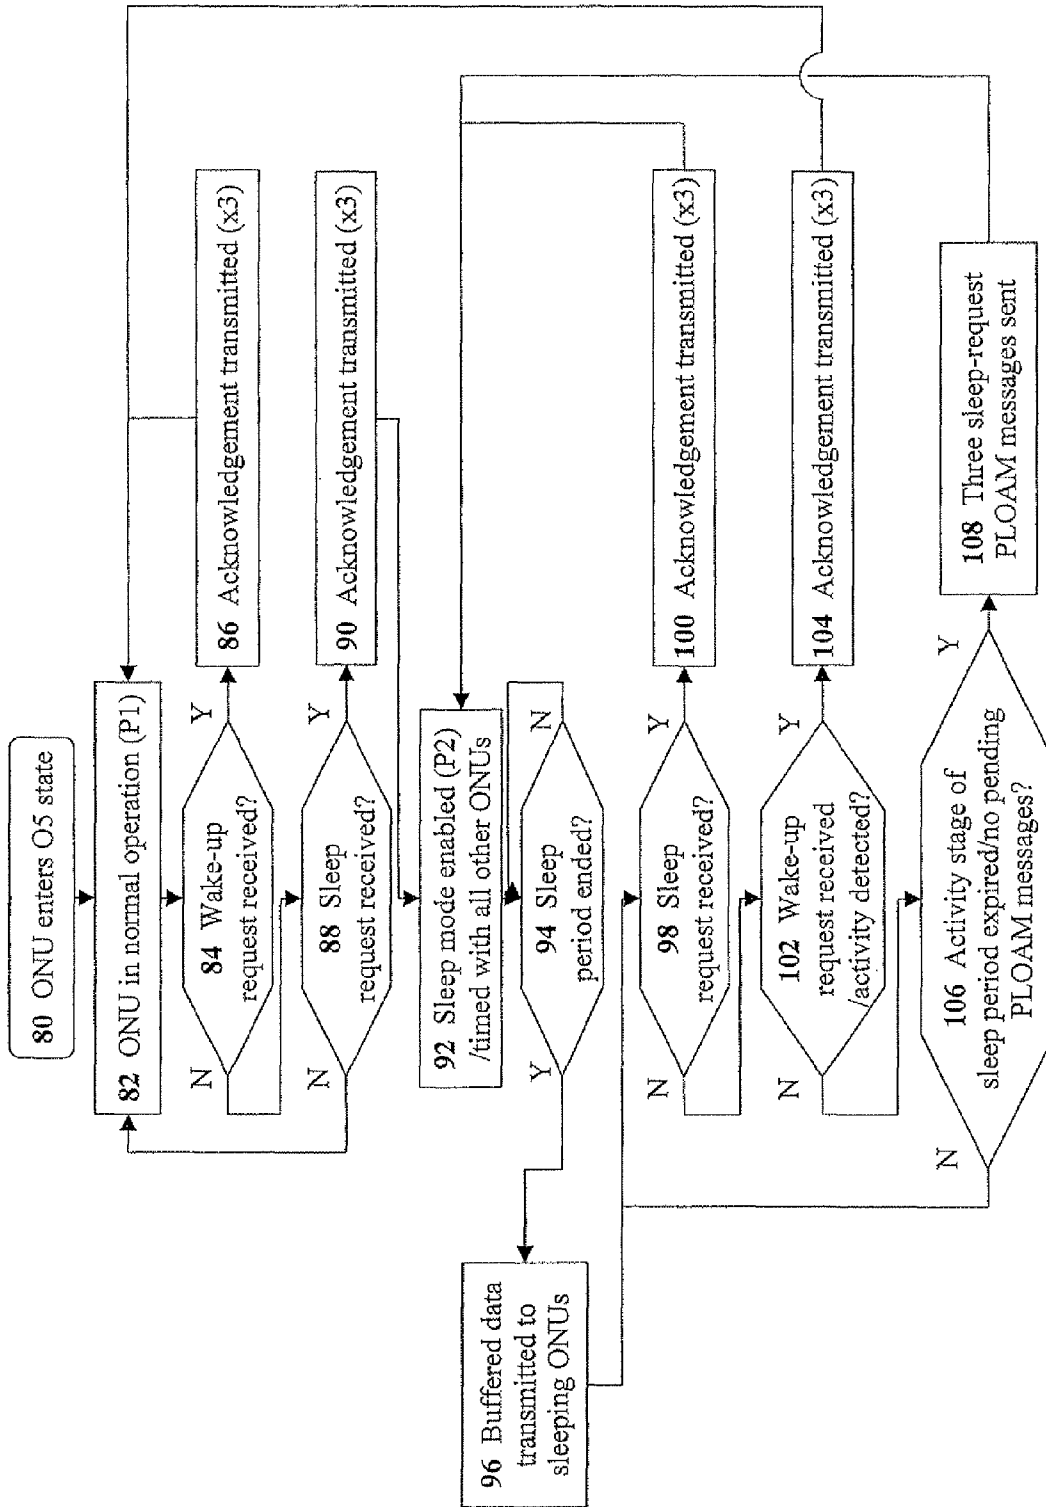 80 ONU enters O5 state
82 ONU in normal operation (P1)
84 Wake-up
request received?
Y
N
86 Acknowledgement transmitted (x3)
88 Sleep
request received?
Y
N
90 Acknowledgement transmitted (x3)
92 Sleep mode enabled (P2)
/timed with all other ONUs
94 Sleep
period ended?
N
Y
96 Buffered data
transmitted to
sleeping ONUs
98 Sleep
request received?
Y
N
100 Acknowledgement transmitted (x3)
102 Wake-up
request received
/activity detected?
Y
N
104 Acknowledgement transmitted (x3)
106 Activity stage of
sleep period expired/no pending
PLOAM messages?
Y
N
108 Three sleep-request
PLOAM messages sent